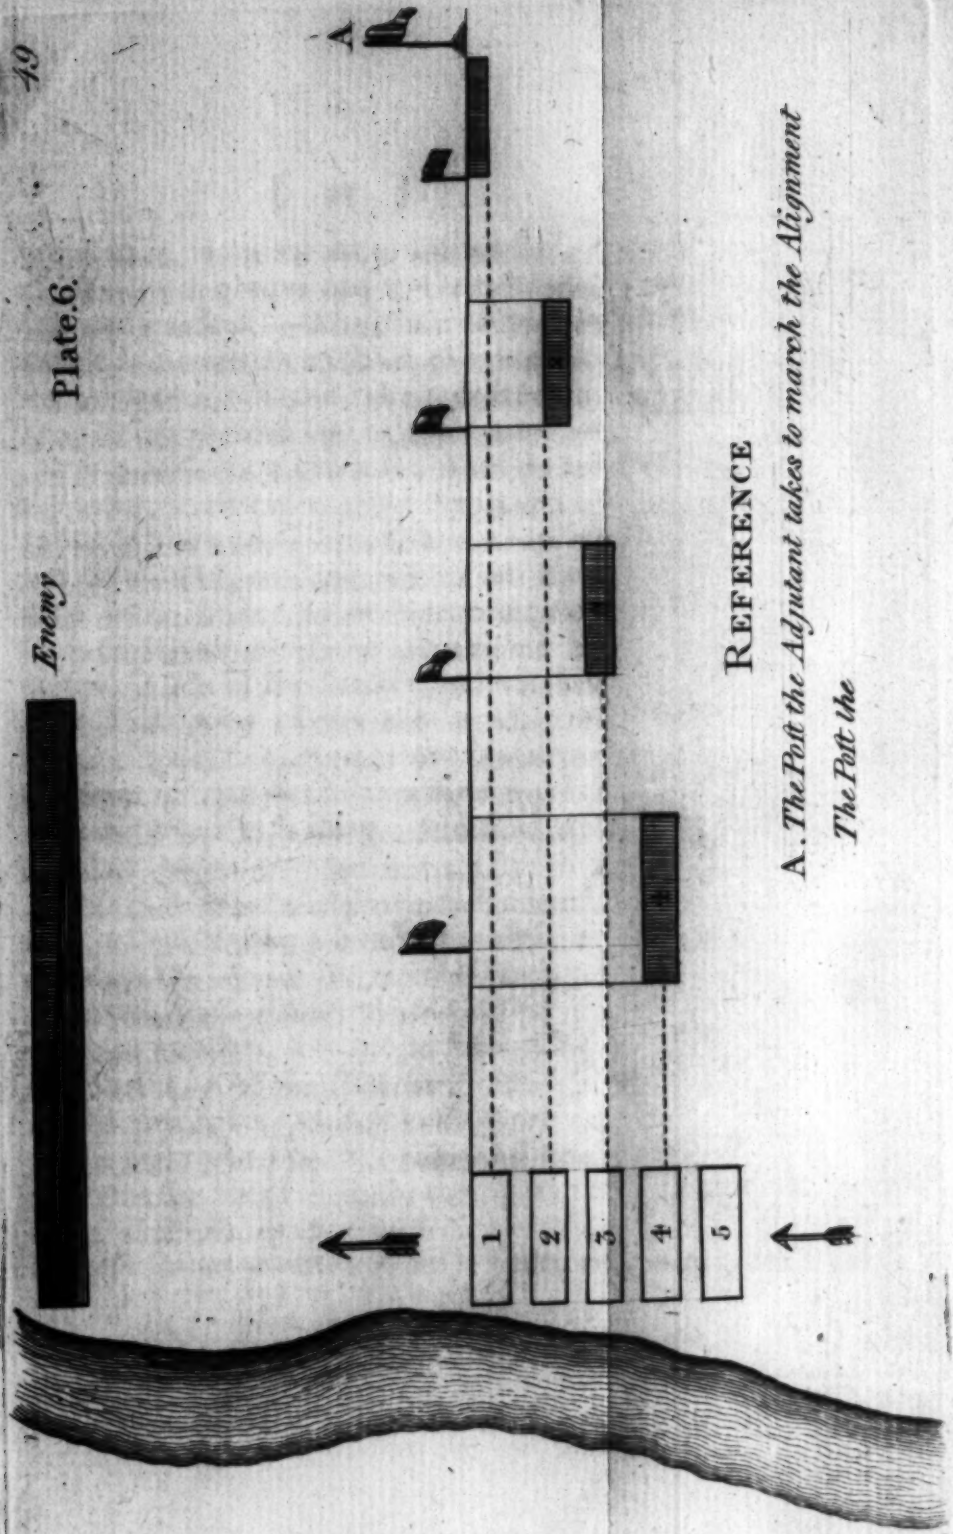 49
Plate.6.
Enemy
A
1
2
3
4
5
2
REFERENCE
A. The Poſt the Adjutant takes to march the Alignment
The Poſt the